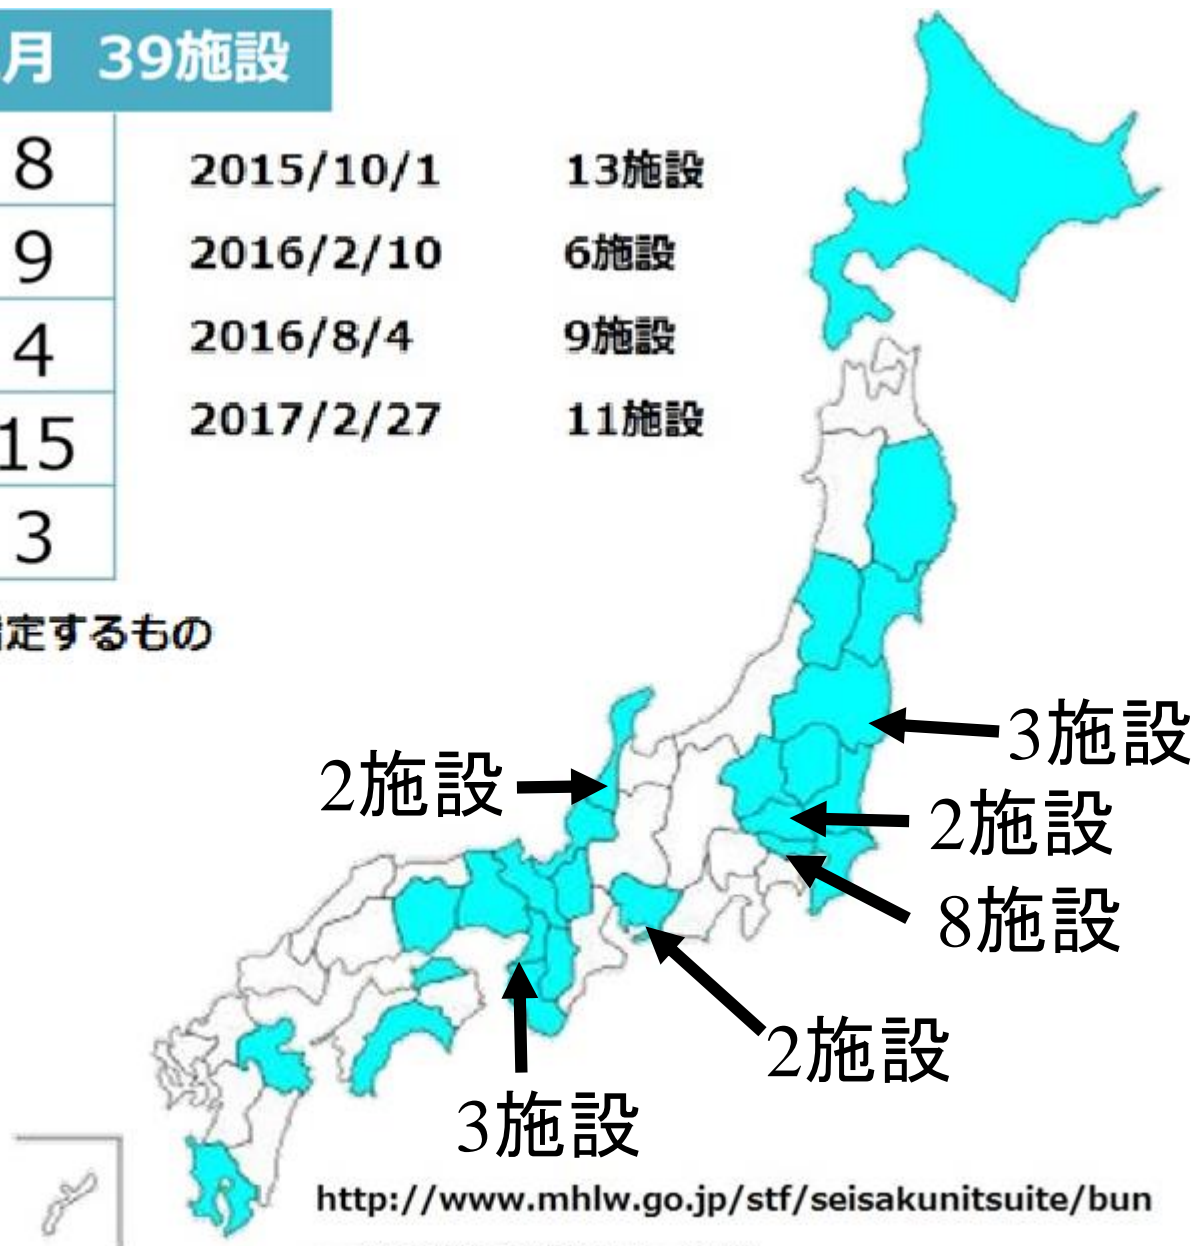 月 39施設
8
9
4
15
3
2015/10/1 13施設
2016/2/10 6施設
2016/8/4 9施設
2017/2/27 11施設
定するもの
3施設
2施設
2施設
8施設
2施設
3施設
http://www.mhlw.go.jp/stf/seisakunitsuite/bun